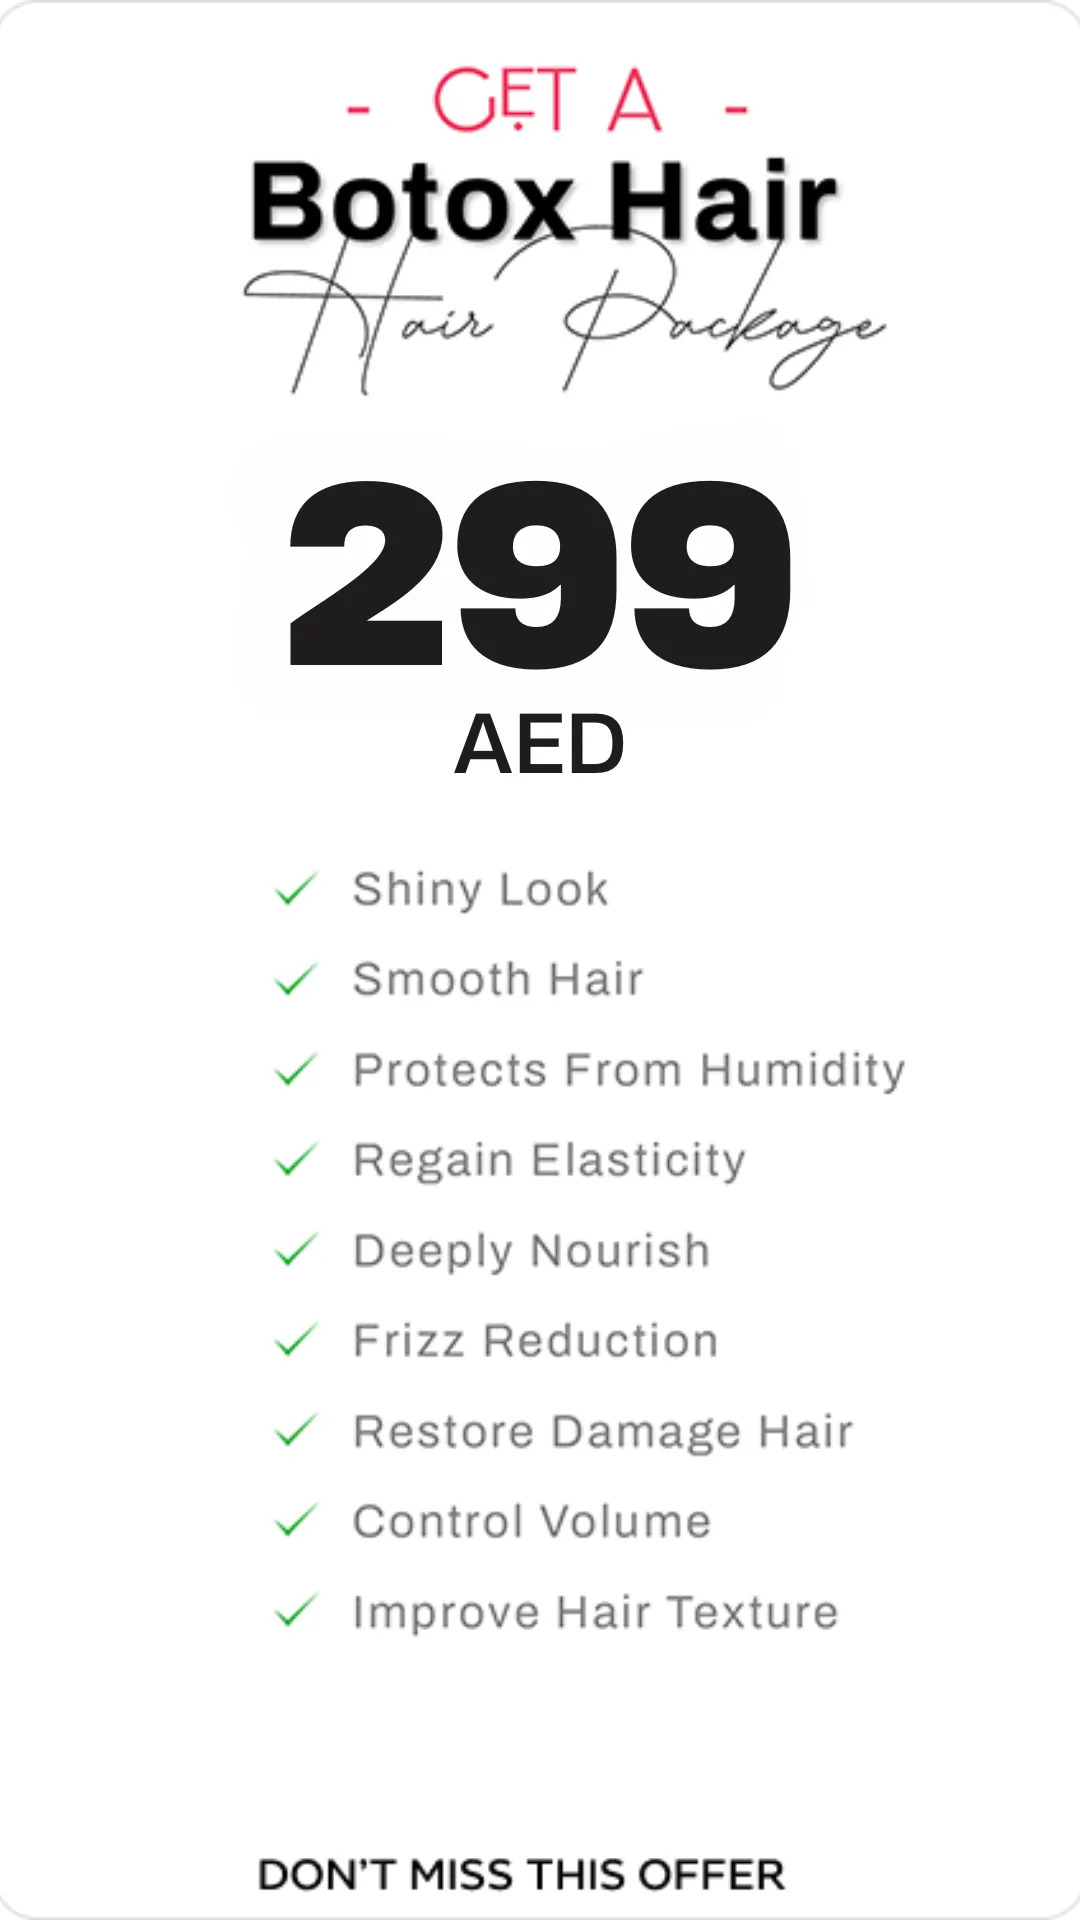 - GET A -
Botox Hair
Hair Package
299
AED
Shiny Look
Smooth Hair
Protects From Humidity
Regain Elasticity
Deeply Nourish
Frizz Reduction
Restore Damage Hair
Control Volume
Improve Hair Texture
DON'T MISS THIS OFFER